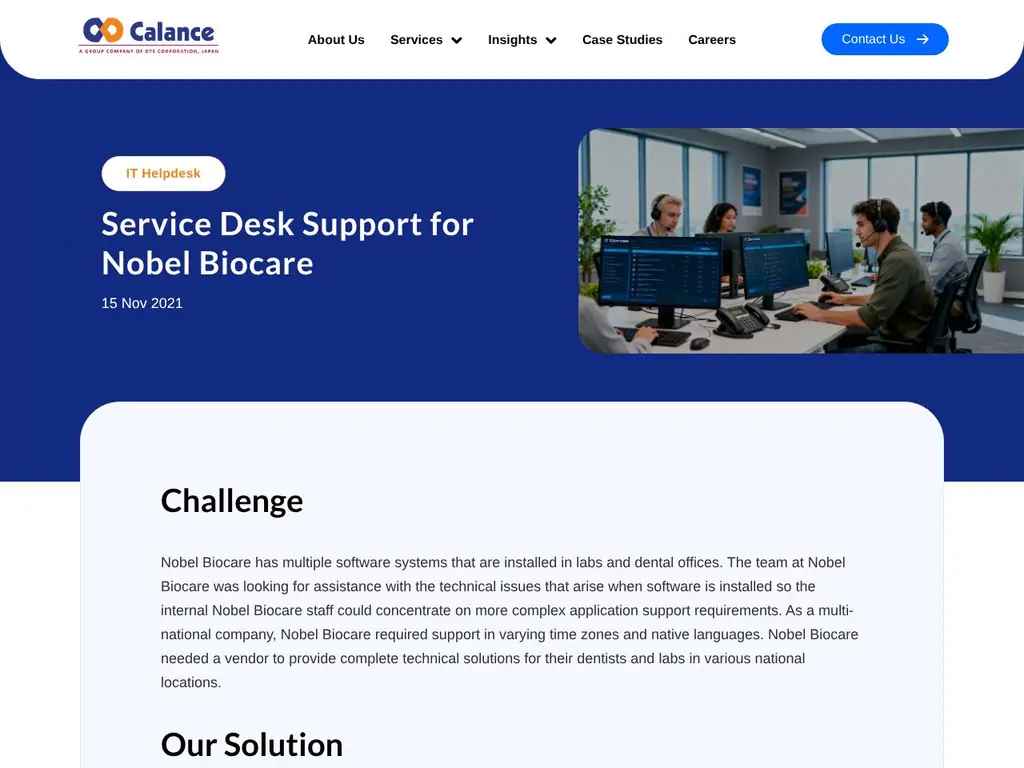 Calance
A GROUP COMPANY OF DTS CORPORATION, JAPAN
About Us
Services
Insights
Case Studies
Careers
Contact Us
IT Helpdesk
Service Desk Support for
Nobel Biocare
15 Nov 2021
Challenge
Nobel Biocare has multiple software systems that are installed in labs and dental offices. The team at Nobel
Biocare was looking for assistance with the technical issues that arise when software is installed so the
internal Nobel Biocare staff could concentrate on more complex application support requirements. As a multi-
national company, Nobel Biocare required support in varying time zones and native languages. Nobel Biocare
needed a vendor to provide complete technical solutions for their dentists and labs in various national
locations.
Our Solution